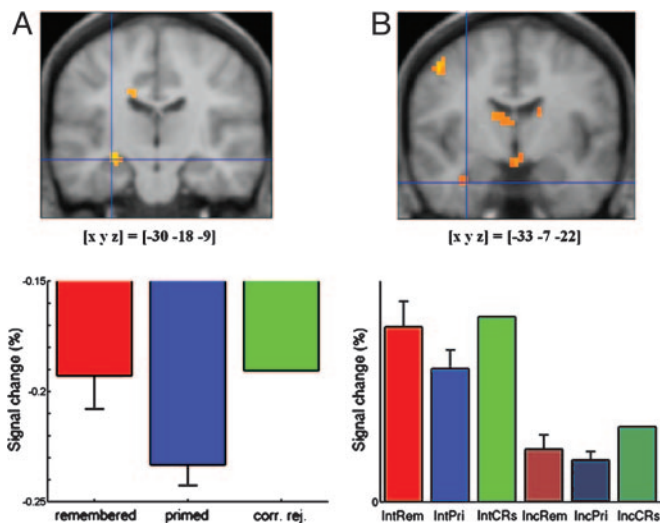 A
B
[x y z] = [-30 -18 -9]
[x y z] = [-33 -7 -22]
Signal change (%)
-0.15
-0.2
-0.25
remembered primed corr. rej.
Signal change (%)
0
IntRem IntPri IntCRs IncRem IncPri IncCRs